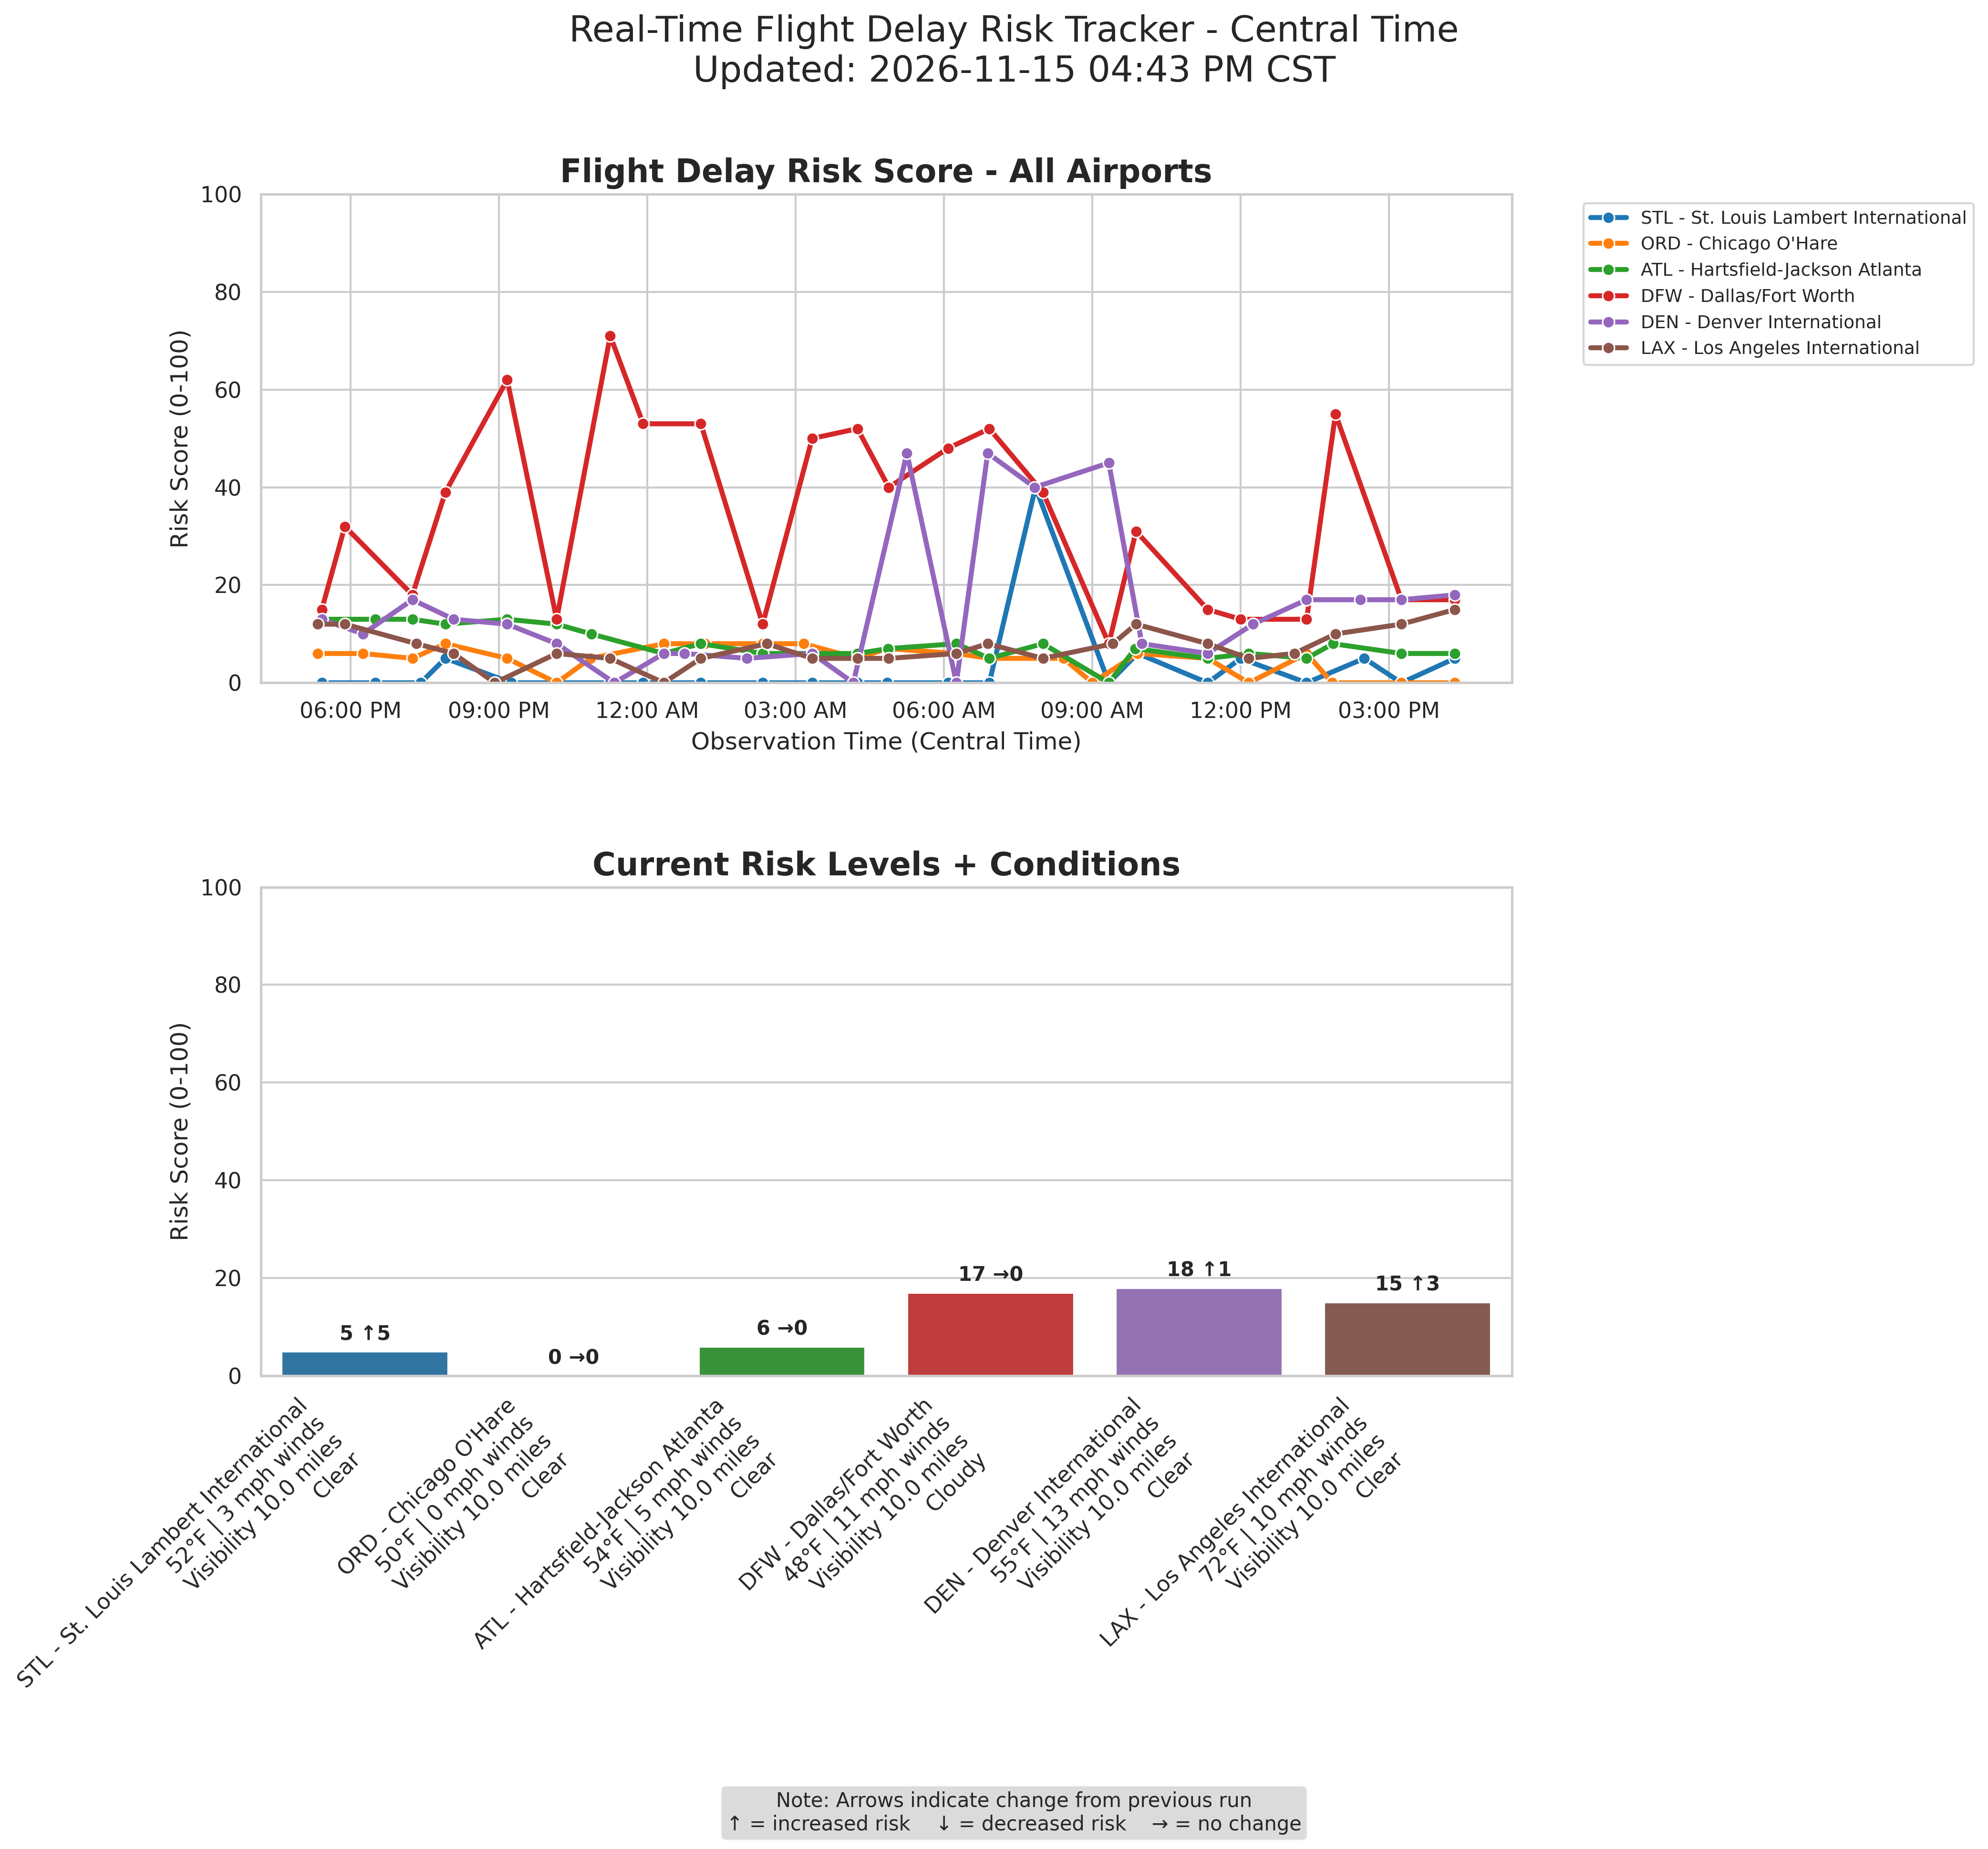 Real-Time Flight Delay Risk Tracker - Central Time
Updated: 2026-11-15 04:43 PM CST
Flight Delay Risk Score - All Airports
100
80
60
40
20
0
Risk Score (0-100)
06:00 PM
09:00 PM
12:00 AM
03:00 AM
06:00 AM
09:00 AM
12:00 PM
03:00 PM
Observation Time (Central Time)
STL - St. Louis Lambert International
ORD - Chicago O'Hare
ATL - Hartsfield-Jackson Atlanta
DFW - Dallas/Fort Worth
DEN - Denver International
LAX - Los Angeles International
Current Risk Levels + Conditions
100
80
60
40
20
0
Risk Score (0-100)
5 ↑5
0 →0
6 →0
17 →0
18 ↑1
15 ↑3
STL - St. Louis Lambert International
52°F | 3 mph winds
Visibility 10.0 miles
Clear
ORD - Chicago O'Hare
50°F | 0 mph winds
Visibility 10.0 miles
Clear
ATL - Hartsfield-Jackson Atlanta
54°F | 5 mph winds
Visibility 10.0 miles
Clear
DFW - Dallas/Fort Worth
48°F | 11 mph winds
Visibility 10.0 miles
Cloudy
DEN - Denver International
55°F | 13 mph winds
Visibility 10.0 miles
Clear
LAX - Los Angeles International
72°F | 10 mph winds
Visibility 10.0 miles
Clear
Note: Arrows indicate change from previous run
↑ = increased risk    ↓ = decreased risk    → = no change